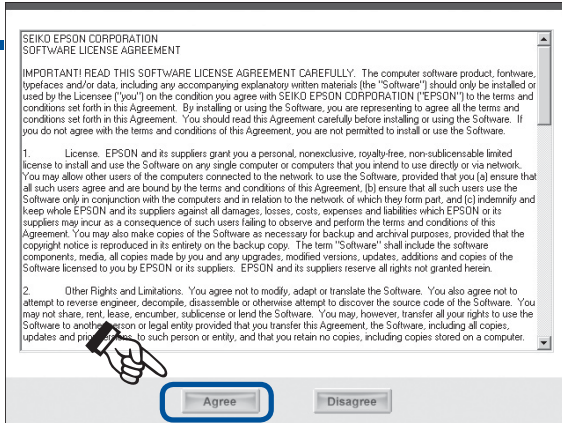 SEIKO EPSON CORPORATION
SOFTWARE LICENSE AGREEMENT
IMPORTANT! READ THIS SOFTWARE LICENSE AGREEMENT CAREFULLY. The computer software product, fontware,
typefaces and/or data, including any accompanying explanatory written materials (the "Software") should only be installed or
used by the Licensee ("you") on the condition you agree with SEIKO EPSON CORPORATION ("EPSON") to the terms and
conditions set forth in this Agreement. By installing or using the Software, you are representing to agree all the terms and
conditions set forth in this Agreement. You should read this Agreement carefully before installing or using the Software. If
you do not agree with the terms and conditions of this Agreement, you are not permitted to install or use the Software.
1. License. EPSON and its suppliers grant you a personal, nonexclusive, royalty-free, non-sublicensable limited
license to install and use the Software on any single computer or computers that you intend to use directly or via network.
You may allow other users of the computers connected to the network to use the Software, provided that you (a) ensure that
all such users agree and are bound by the terms and conditions of this Agreement, (b) ensure that all such users use the
Software only in conjunction with the computers and in relation to the network of which they form part, and (c) indemnify and
keep whole EPSON and its suppliers against all damages, losses, costs, expenses and liabilities which EPSON or its
suppliers may incur as a consequence of such users failing to observe and perform the terms and conditions of this
Agreement. You may also make copies of the Software as necessary for backup and archival purposes, provided that the
copyright notice is reproduced in its entirety on the backup copy. The term "Software" shall include the software
components, media, all copies made by you and any upgrades, modified versions, updates, additions and copies of the
Software licensed to you by EPSON or its suppliers. EPSON and its suppliers reserve all rights not granted herein.
2. Other Rights and Limitations. You agree not to modify, adapt or translate the Software. You also agree not to
attempt to reverse engineer, decompile, disassemble or otherwise attempt to discover the source code of the Software. You
may not share, rent, lease, encumber, sublicense or lend the Software. You may, however, transfer all your rights to use the
Software to another person or legal entity provided that you transfer this Agreement, the Software, including all copies,
updates and to such person or entity, and that you retain no copies, including copies stored on a computer.
Agree
Disagree